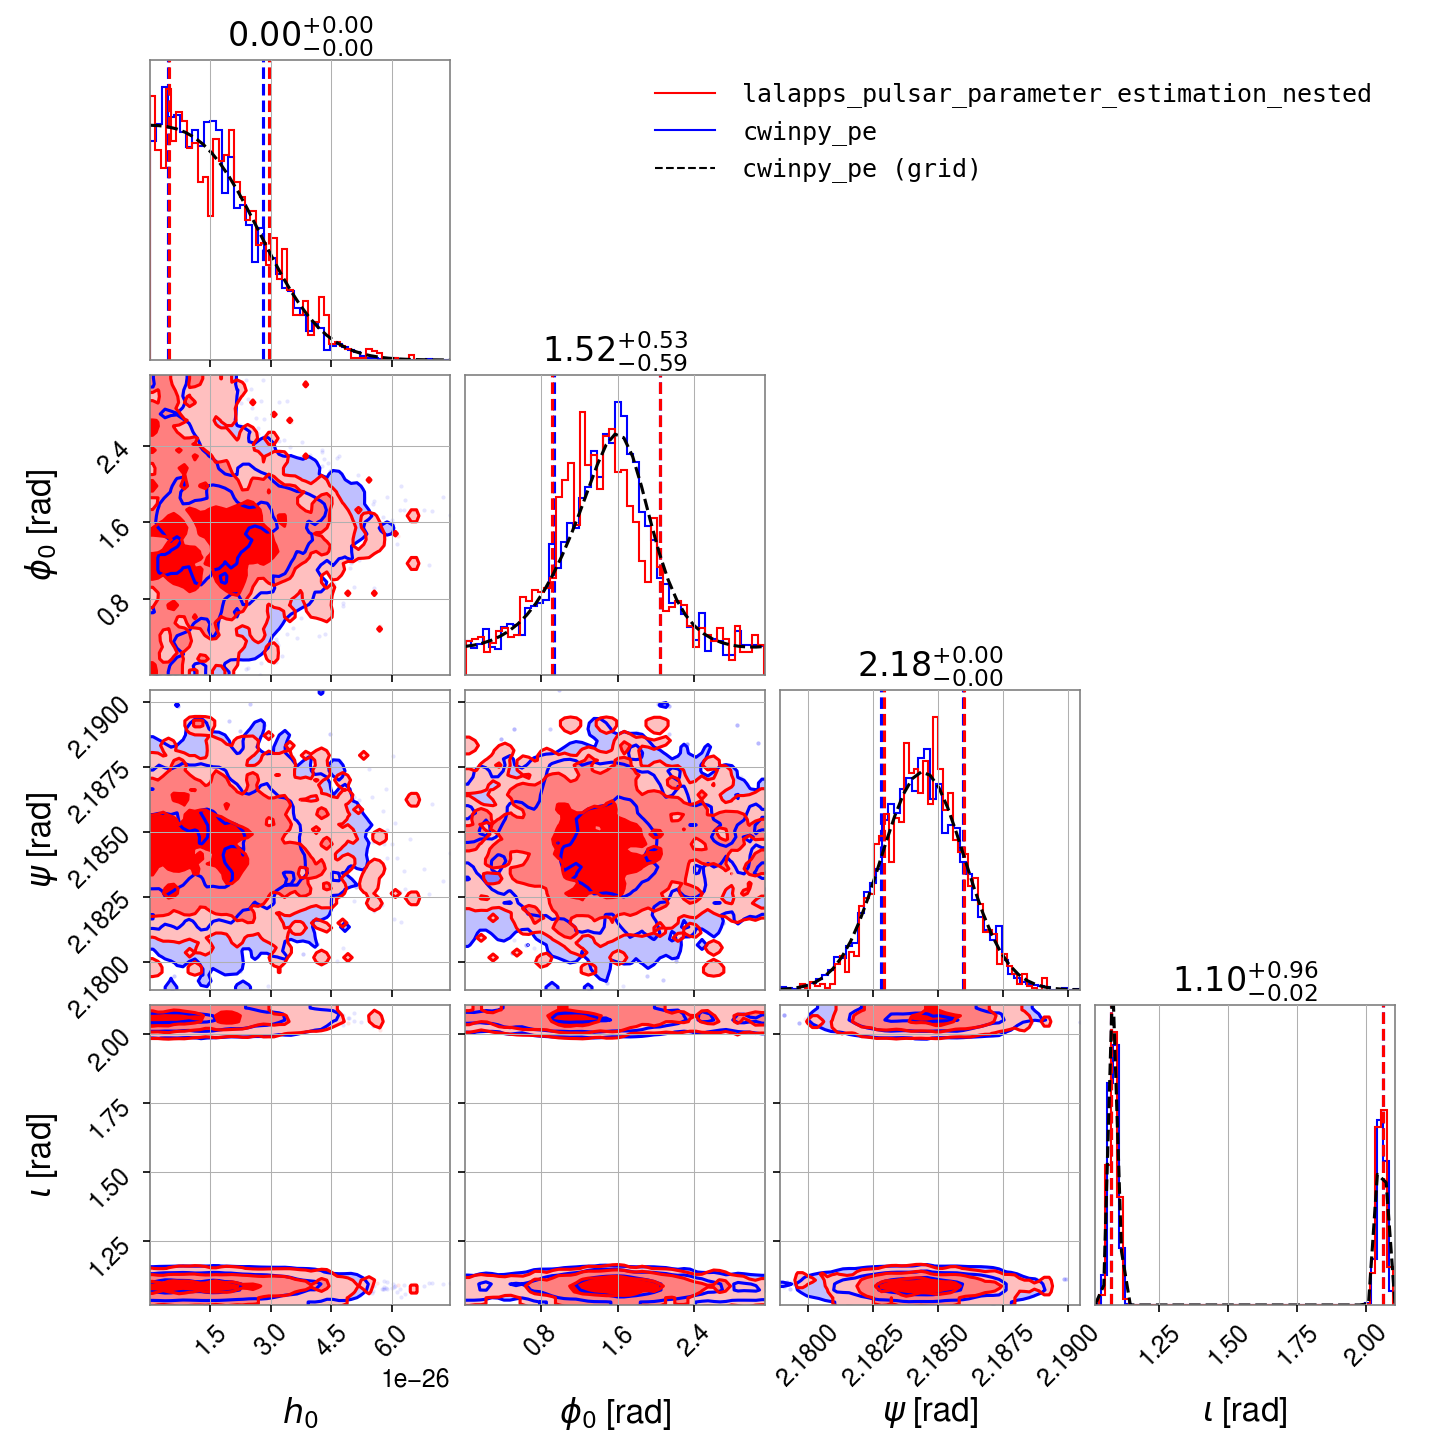 0.00+0.00−0.00
lalapps_pulsar_parameter_estimation_nested
cwinpy_pe
cwinpy_pe (grid)
1.52+0.53−0.59
ϕ0 [rad]
2.4
1.6
0.8
2.18+0.00−0.00
ψ [rad]
2.1900
2.1875
2.1850
2.1825
2.1800
1.10+0.96−0.02
ι [rad]
2.00
1.75
1.50
1.25
1.5 3.0 4.5 6.0 0.8 1.6 2.4 2.1800 2.1825 2.1850 2.1875 2.1900 1.25 1.50 1.75 2.00
1e−26
h0 ϕ0 [rad] ψ [rad] ι [rad]